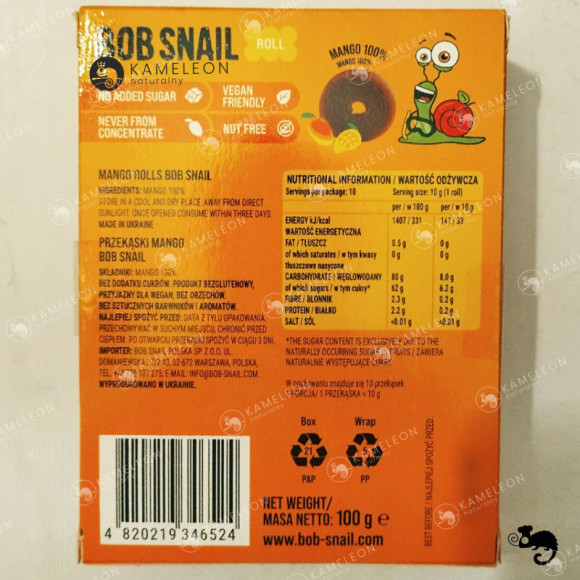 BOB SNAIL
ROLL
KAMELEON
naturalny
MANGO 100%
MANGO 100%
NO ADDED SUGAR
VEGAN
FRIENDLY
NEVER FROM
CONCENTRATE
NUT FREE
MANGO ROLLS BOB SNAIL
INGREDIENTS: MANGO 100%.
STORE IN A COOL AND DRY PLACE, AWAY FROM DIRECT
SUNLIGHT. ONCE OPENED CONSUME WITHIN THREE DAYS.
MADE IN UKRAINE
PRZEKĄSKI MANGO
BOB SNAIL
SKŁADNIKI: MANGO 100%.
BEZ DODATKU CUKRÓW. PRODUKT BEZGLUTENOWY,
PRZYJAZNY DLA WEGAN, BEZ ORZECHÓW,
BEZ SZTUCZNYCH BARWNIKÓW I AROMATÓW.
NAJLEPIEJ SPOŻYĆ PRZED: DATA Z TYŁU OPAKOWANIA.
PRZECHOWYWAĆ W SUCHYM MIEJSCU, CHRONIĆ PRZED
CIEPŁEM. PO OTWARCIU PRZEKĄSKI SPOŻYĆ W CIĄGU 3 DNI.
IMPORTER: BOB SNAIL POLSKA SP. Z O.O. UL.
02-672 WARSZAWA, POLSKA,
E-MAIL: INFO@BOB-SNAIL.COM
WYPRODUKOWANO W UKRAINIE.
NUTRITIONAL INFORMATION / WARTOŚĆ ODŻYWCZA
Servings per package: 10 Serving size: 10 g (1 roll)
per / w 100 g per / w 10 g
ENERGY kJ/kcal 1407 / 331 141 / 33
WARTOŚĆ ENERGETYCZNA
FAT / TŁUSZCZ 0.5 g 0 g
of which saturates / w tym kwasy 0 g 0 g
tłuszczowe nasycone
CARBOHYDRATE / WĘGLOWODANY 80 g 8.0 g
of which sugars / w tym cukry* 62 g 6.2 g
FIBRE / BŁONNIK 2.3 g 0.2 g
PROTEIN / BIAŁKO 2.2 g 0.2 g
SALT / SÓL <0.01 g <0.01 g
*THE SUGAR CONTENT IS EXCLUSIVELY DUE TO THE
NATURALLY OCCURRING SUGARS FRUITS / ZAWIERA
NATURALNIE WYSTĘPUJĄCE CUKRY.
W opakowaniu znajduje się 10 przekąsek.
1 PORCJA / 1 PRZEKĄSKA = 10 g
Box
Wrap
21
5
PAP
PP
BEST BEFORE / NAJLEPIEJ SPOŻYĆ PRZED:
4 820219 346524
NET WEIGHT/
MASA NETTO: 100 g e
www.bob-snail.com